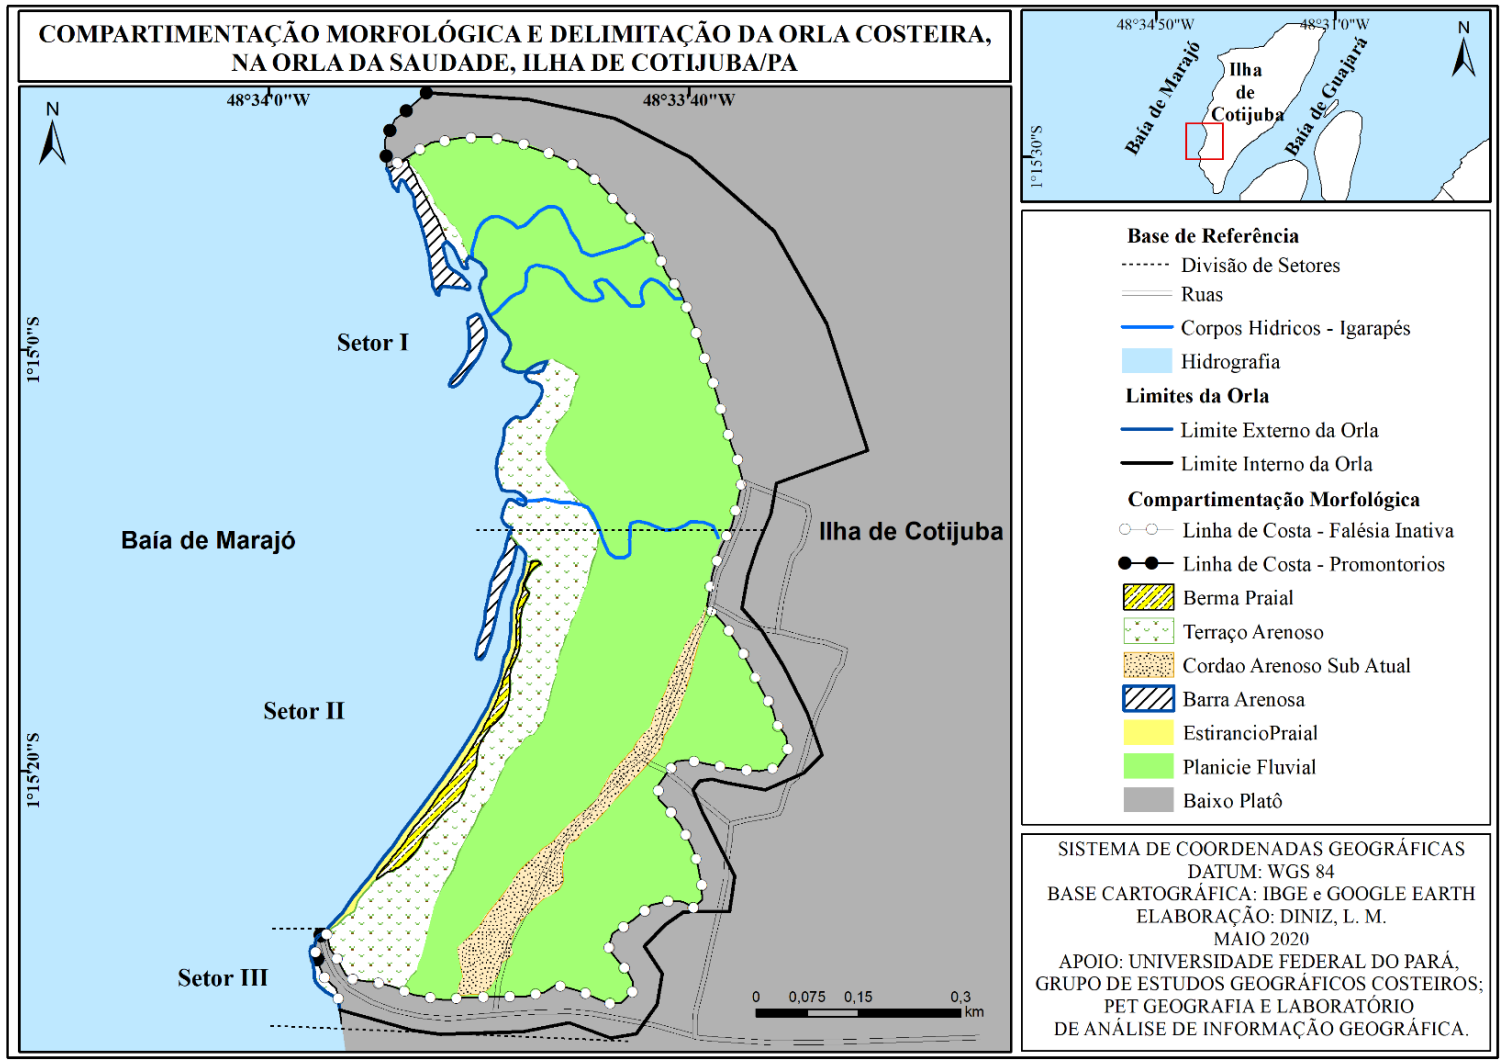 COMPARTIMENTAÇÃO MORFOLÓGICA E DELIMITAÇÃO DA ORLA COSTEIRA,
NA ORLA DA SAUDADE, ILHA DE COTIJUBA/PA
48°34'0"W
48°33'40"W
N
1°15'0"S
1°15'20"S
Setor I
Baía de Marajó
Ilha de Cotijuba
Setor II
Setor III
0 0,075 0,15 0,3
km
48°34'50"W
48°31'0"W
N
1°15'30"S
Baía de Marajó
Ilha
de
Cotijuba
Baía de Guajará
Base de Referência
Divisão de Setores
Ruas
Corpos Hidricos - Igarapés
Hidrografia
Limites da Orla
Limite Externo da Orla
Limite Interno da Orla
Compartimentação Morfológica
Linha de Costa - Falésia Inativa
Linha de Costa - Promontorios
Berma Praial
Terraço Arenoso
Cordao Arenoso Sub Atual
Barra Arenosa
EstirancioPraial
Planicie Fluvial
Baixo Platô
SISTEMA DE COORDENADAS GEOGRÁFICAS
DATUM: WGS 84
BASE CARTOGRÁFICA: IBGE e GOOGLE EARTH
ELABORAÇÃO: DINIZ, L. M.
MAIO 2020
APOIO: UNIVERSIDADE FEDERAL DO PARÁ,
GRUPO DE ESTUDOS GEOGRÁFICOS COSTEIROS;
PET GEOGRAFIA E LABORATÓRIO
DE ANÁLISE DE INFORMAÇÃO GEOGRÁFICA.